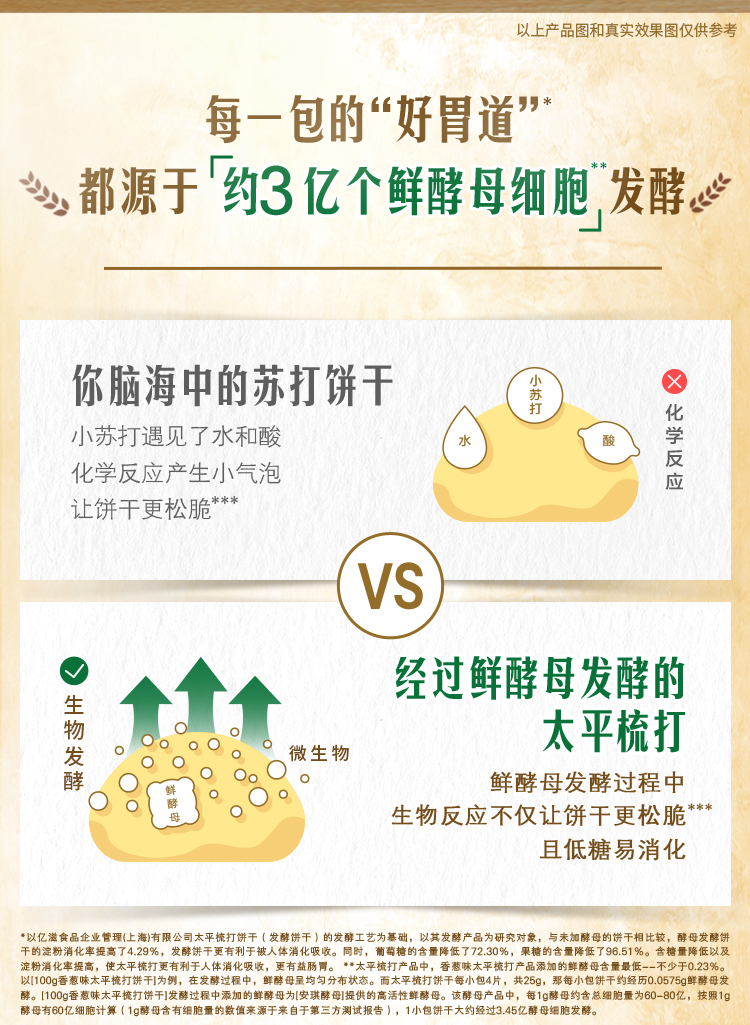 以上产品图和真实效果图仅供参考
每一包的“好胃道”*
都源于「约3亿个鲜酵母细胞**」发酵
你脑海中的苏打饼干
小苏打遇见了水和酸
化学反应产生小气泡
让饼干更松脆***
水
小苏打
酸
化学反应
VS
生物发酵
微生物
鲜酵母
经过鲜酵母发酵的
太平梳打
鲜酵母发酵过程中
生物反应不仅让饼干更松脆***
且低糖易消化
*以亿滋食品企业管理(上海)有限公司太平梳打饼干（发酵饼干）的发酵工艺为基础，以其发酵产品为研究对象，与未加酵母的饼干相比较，酵母发酵饼
干的淀粉消化率提高了4.29%，发酵饼干更有利于被人体消化吸收。同时，葡萄糖的含量降低了72.30%，果糖的含量降低了96.51%。含糖量降低以及
淀粉消化率提高，使太平梳打更有利于人体消化吸收，更有益肠胃。 **太平梳打产品中，香葱味太平梳打产品添加的鲜酵母含量最低--不少于0.23%。
以[100g香葱味太平梳打饼干]为例，在发酵过程中，鲜酵母呈均匀分布状态。而太平梳打饼干每小包4片，共25g，那每小包饼干约经历0.0575g鲜酵母发
酵。[100g香葱味太平梳打饼干]发酵过程中添加的鲜酵母为[安琪酵母]提供的高活性鲜酵母。该酵母产品中，每1g酵母约含总细胞量为60-80亿，按照1g
酵母有60亿细胞计算（1g酵母含有细胞量的数值来源于来自于第三方测试报告），1小包饼干大约经过3.45亿酵母细胞发酵。